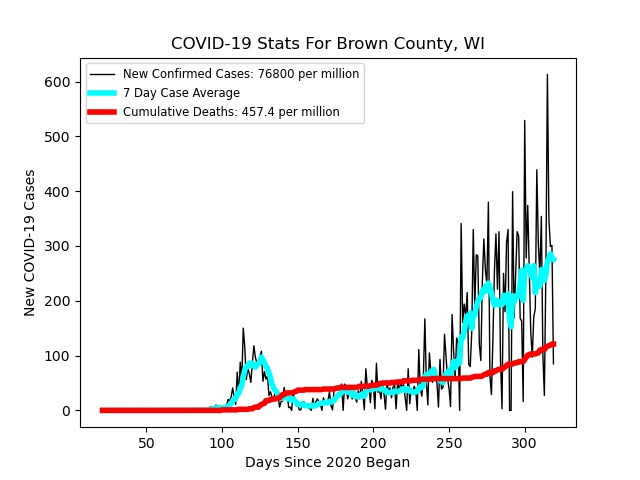 COVID-19 Stats For Brown County, WI
New Confirmed Cases: 76800 per million
7 Day Case Average
Cumulative Deaths: 457.4 per million
New COVID-19 Cases
600
500
400
300
200
100
0
50 100 150 200 250 300
Days Since 2020 Began